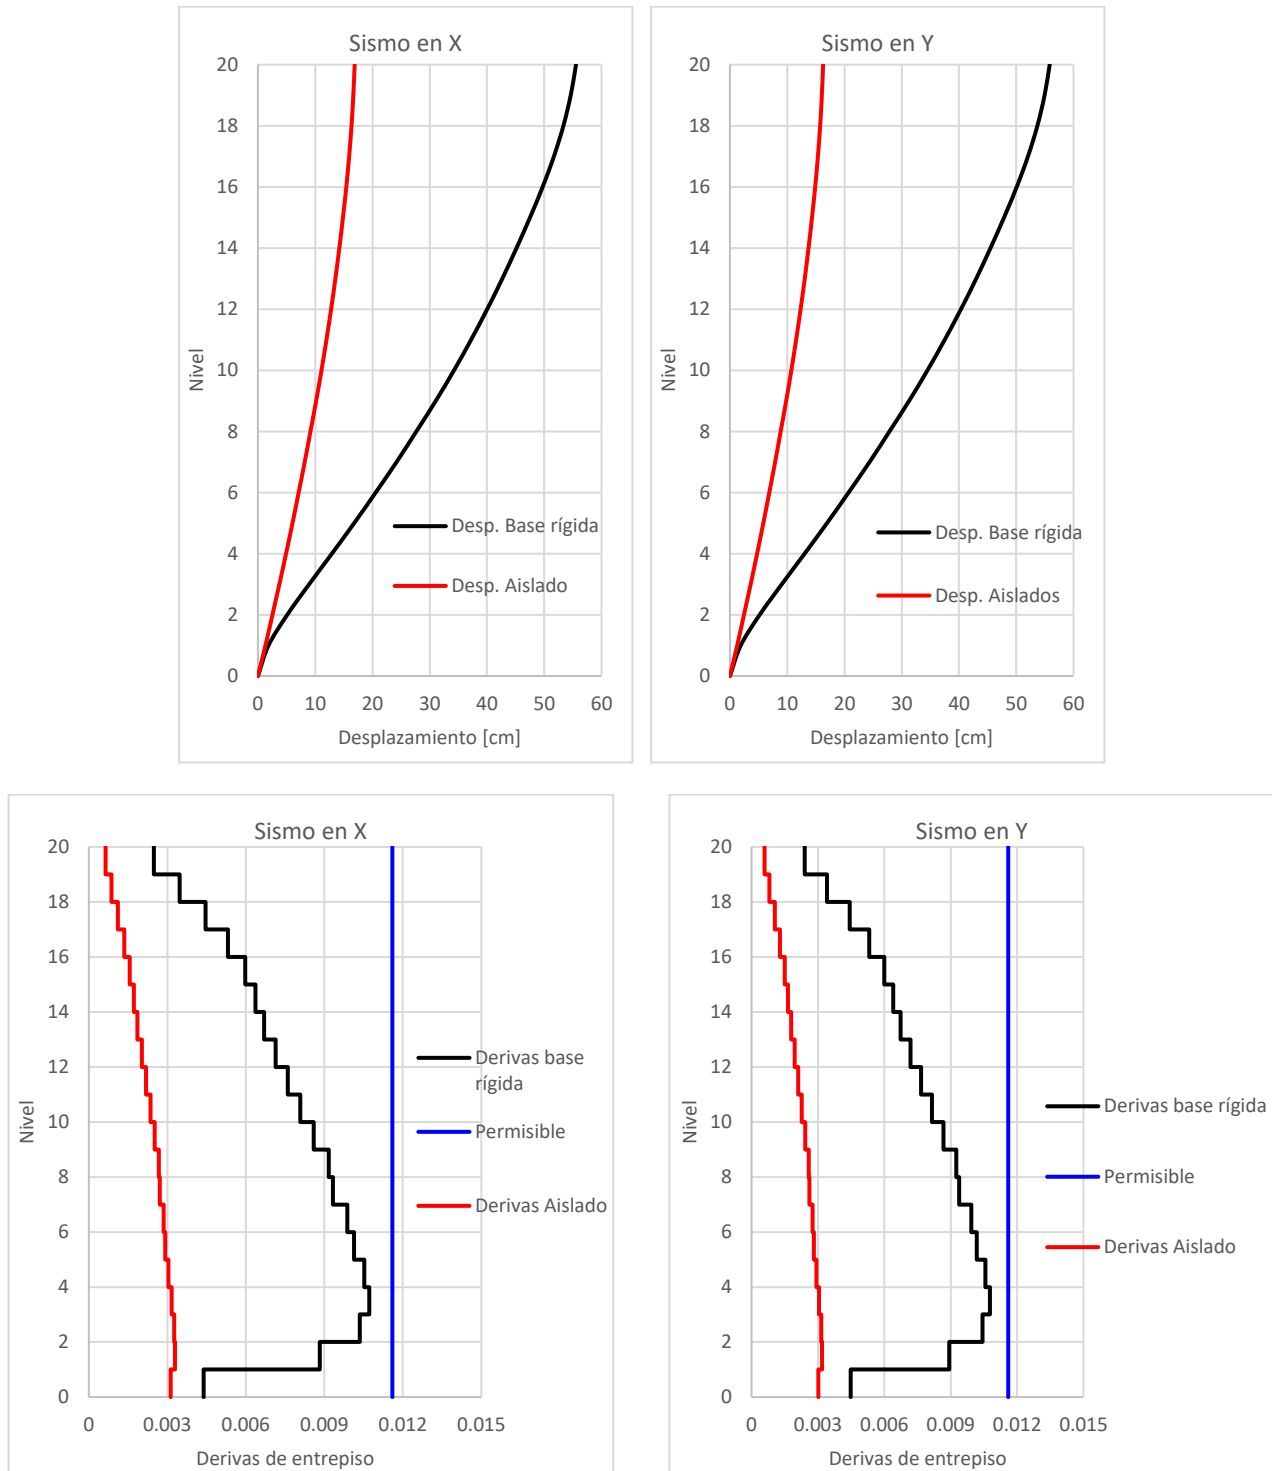 Sismo en X
20
18
16
14
12
10
8
6
4
2
0
Nivel
Desp. Base rígida
Desp. Aislado
0 10 20 30 40 50 60
Desplazamiento [cm]
Sismo en Y
20
18
16
14
12
10
8
6
4
2
0
Nivel
Desp. Base rígida
Desp. Aislados
0 10 20 30 40 50 60
Desplazamiento [cm]
Sismo en X
20
18
16
14
12
10
8
6
4
2
0
Nivel
Derivas base
rígida
Permisible
Derivas Aislado
0 0.003 0.006 0.009 0.012 0.015
Derivas de entrepiso
Sismo en Y
20
18
16
14
12
10
8
6
4
2
0
Nivel
Derivas base rígida
Permisible
Derivas Aislado
0 0.003 0.006 0.009 0.012 0.015
Derivas de entrepiso